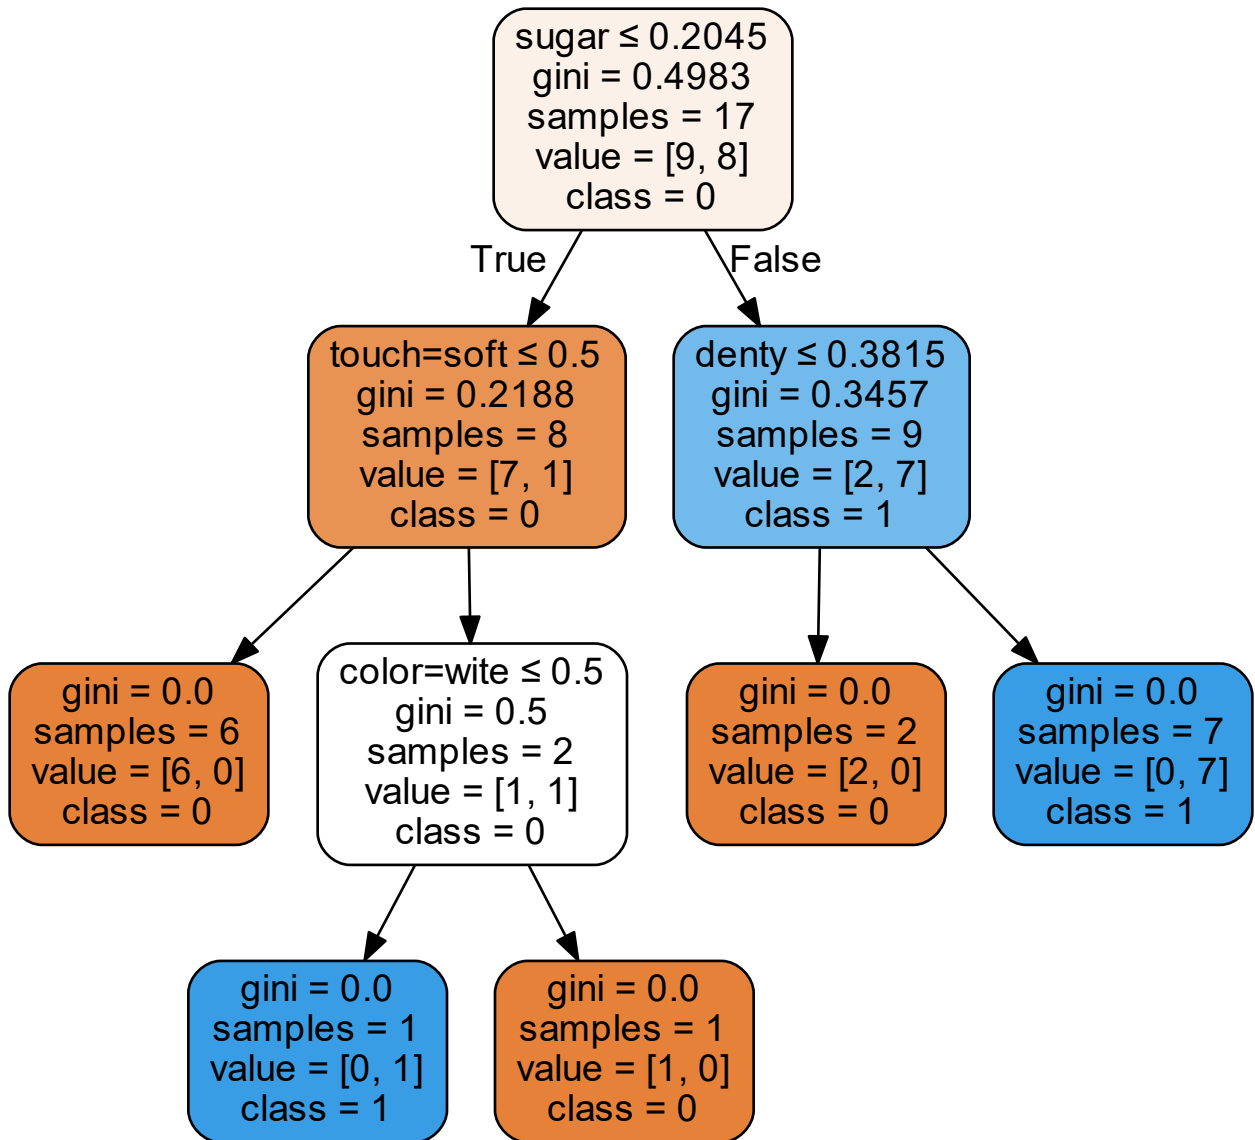 sugar ≤ 0.2045
gini = 0.4983
samples = 17
value = [9, 8]
class = 0
True
False
touch=soft ≤ 0.5
gini = 0.2188
samples = 8
value = [7, 1]
class = 0
denty ≤ 0.3815
gini = 0.3457
samples = 9
value = [2, 7]
class = 1
gini = 0.0
samples = 6
value = [6, 0]
class = 0
color=wite ≤ 0.5
gini = 0.5
samples = 2
value = [1, 1]
class = 0
gini = 0.0
samples = 2
value = [2, 0]
class = 0
gini = 0.0
samples = 7
value = [0, 7]
class = 1
gini = 0.0
samples = 1
value = [0, 1]
class = 1
gini = 0.0
samples = 1
value = [1, 0]
class = 0